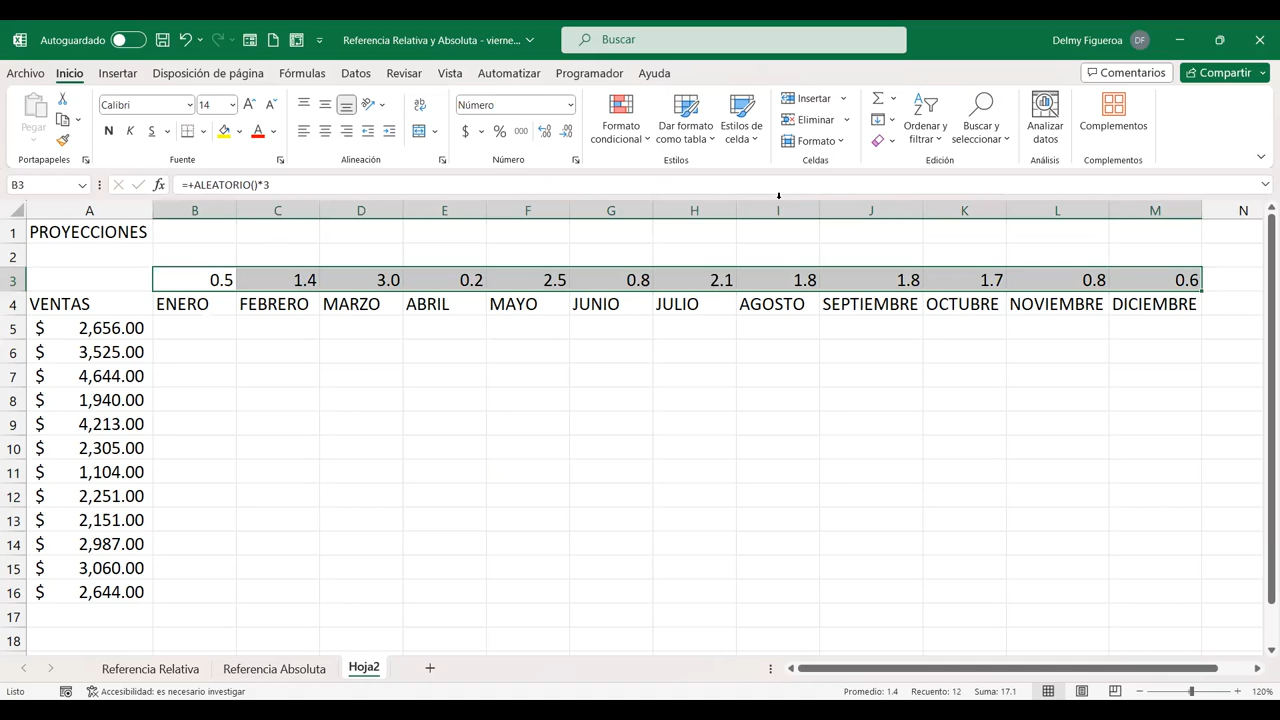 Autoguardado
Referencia Relativa y Absoluta - vierne...
Buscar
Delmy Figueroa DF
Archivo Inicio Insertar Disposición de página Fórmulas Datos Revisar Vista Automatizar Programador Ayuda
Comentarios Compartir
Pegar
Calibri 14
N K S
Número
$ % 000
Formato condicional
Dar formato como tabla
Estilos de celda
Insertar
Eliminar
Formato
Ordenar y filtrar
Buscar y seleccionar
Analizar datos
Complementos
Portapapeles Fuente Alineación Número Estilos Celdas Edición Análisis Complementos
B3 fx =+ALEATORIO()*3
A B C D E F G H I J K L M N
1 PROYECCIONES
2
3 0.5 1.4 3.0 0.2 2.5 0.8 2.1 1.8 1.8 1.7 0.8 0.6
4 VENTAS ENERO FEBRERO MARZO ABRIL MAYO JUNIO JULIO AGOSTO SEPTIEMBRE OCTUBRE NOVIEMBRE DICIEMBRE
5 $ 2,656.00
6 $ 3,525.00
7 $ 4,644.00
8 $ 1,940.00
9 $ 4,213.00
10 $ 2,305.00
11 $ 1,104.00
12 $ 2,251.00
13 $ 2,151.00
14 $ 2,987.00
15 $ 3,060.00
16 $ 2,644.00
17
18
Referencia Relativa Referencia Absoluta Hoja2
Listo Accesibilidad: es necesario investigar Promedio: 1.4 Recuento: 12 Suma: 17.1 120%